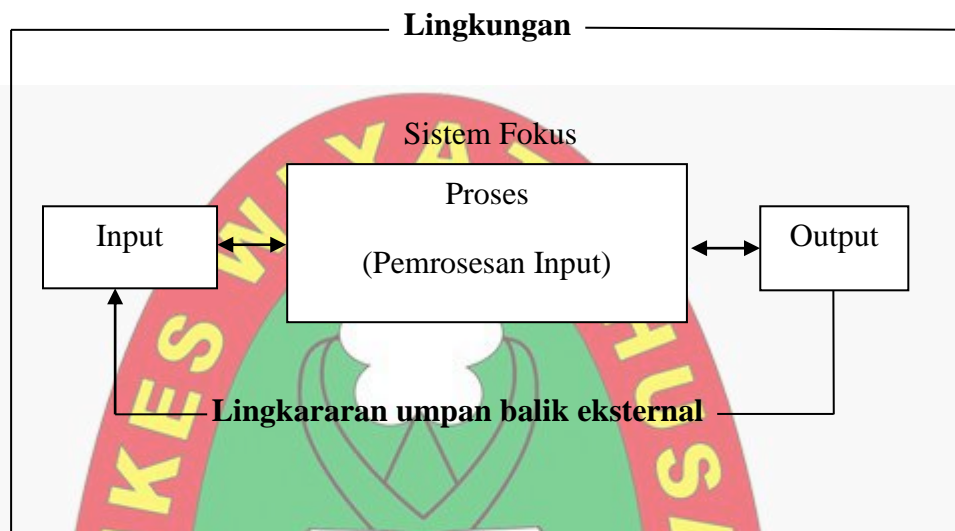 Lingkungan
Sistem Fokus
Proses
Input
(Pemrosesan Input)
Output
Lingkararan umpan balik eksternal